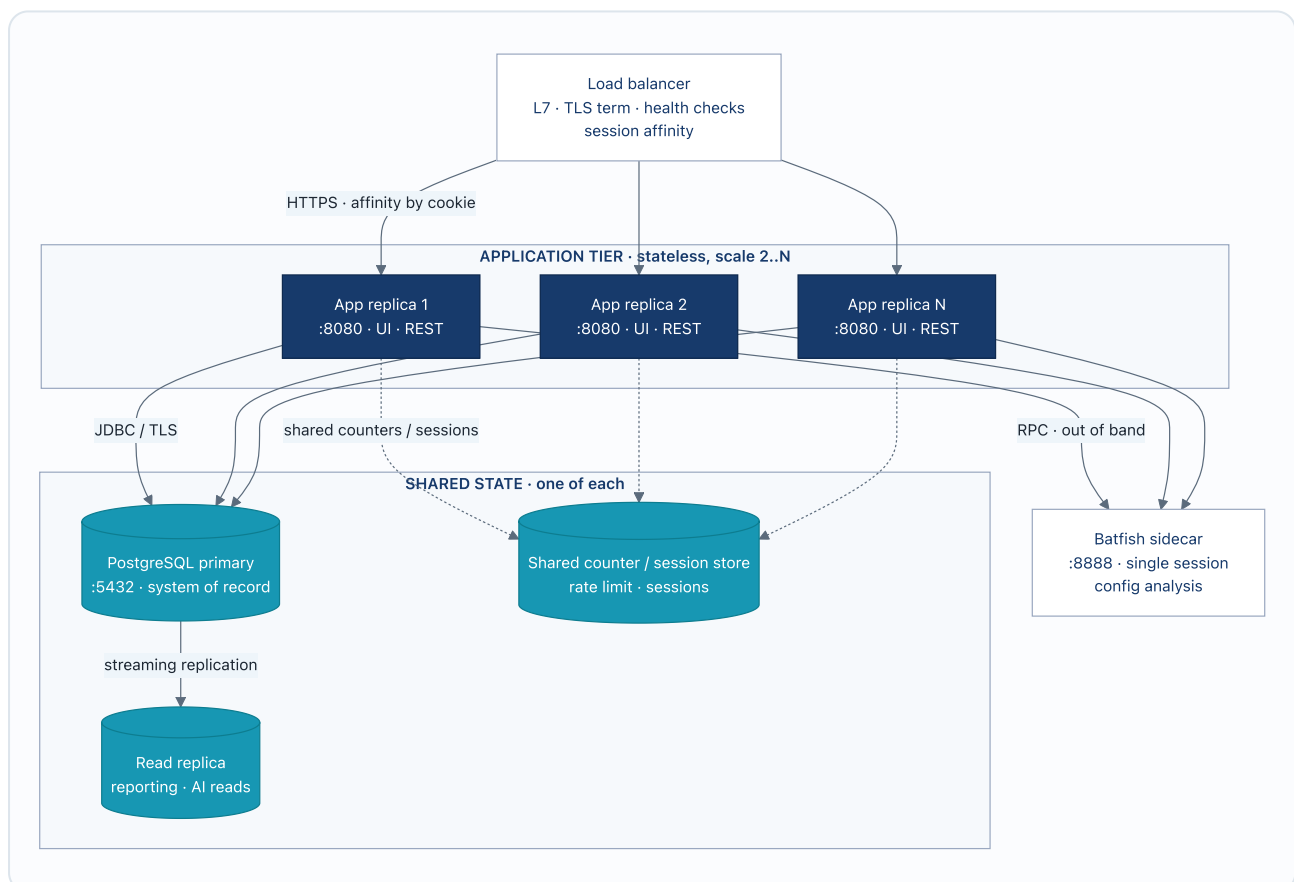 Load balancer
L7 · TLS term · health checks
session affinity
HTTPS · affinity by cookie
APPLICATION TIER · stateless, scale 2..N
App replica 1
:8080 · UI · REST
App replica 2
:8080 · UI · REST
App replica N
:8080 · UI · REST
JDBC / TLS
shared counters / sessions
RPC · out of band
SHARED STATE · one of each
PostgreSQL primary
:5432 · system of record
Shared counter / session store
rate limit · sessions
Batfish sidecar
:8888 · single session
config analysis
streaming replication
Read replica
reporting · AI reads